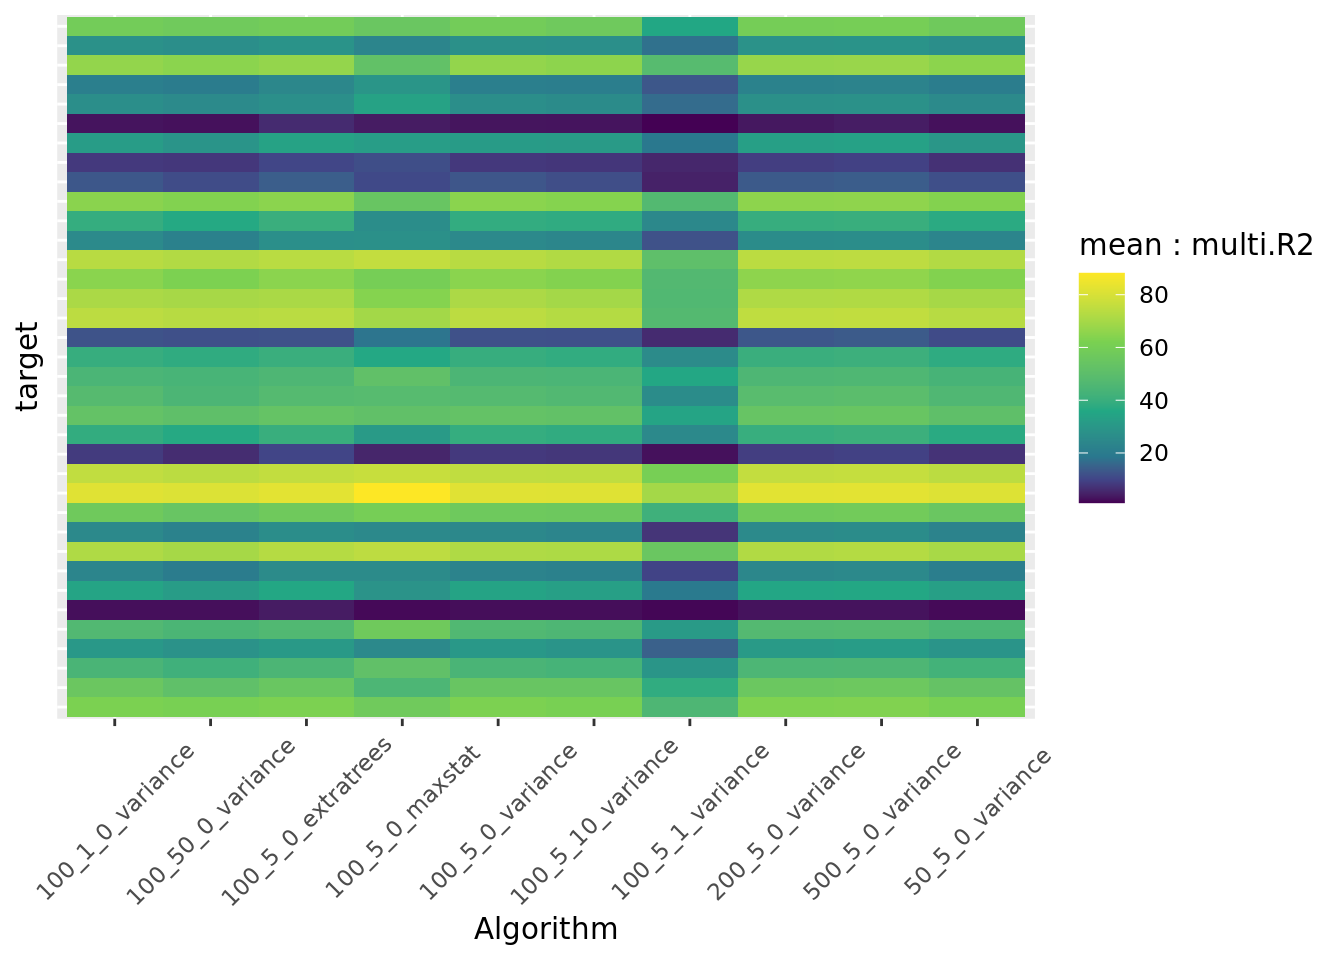 mean : multi.R2
80
60
40
20
target
100_1_0_variance
100_50_0_variance
100_5_0_extratrees
100_5_0_maxstat
100_5_0_variance
100_5_10_variance
100_5_1_variance
200_5_0_variance
500_5_0_variance
50_5_0_variance
Algorithm